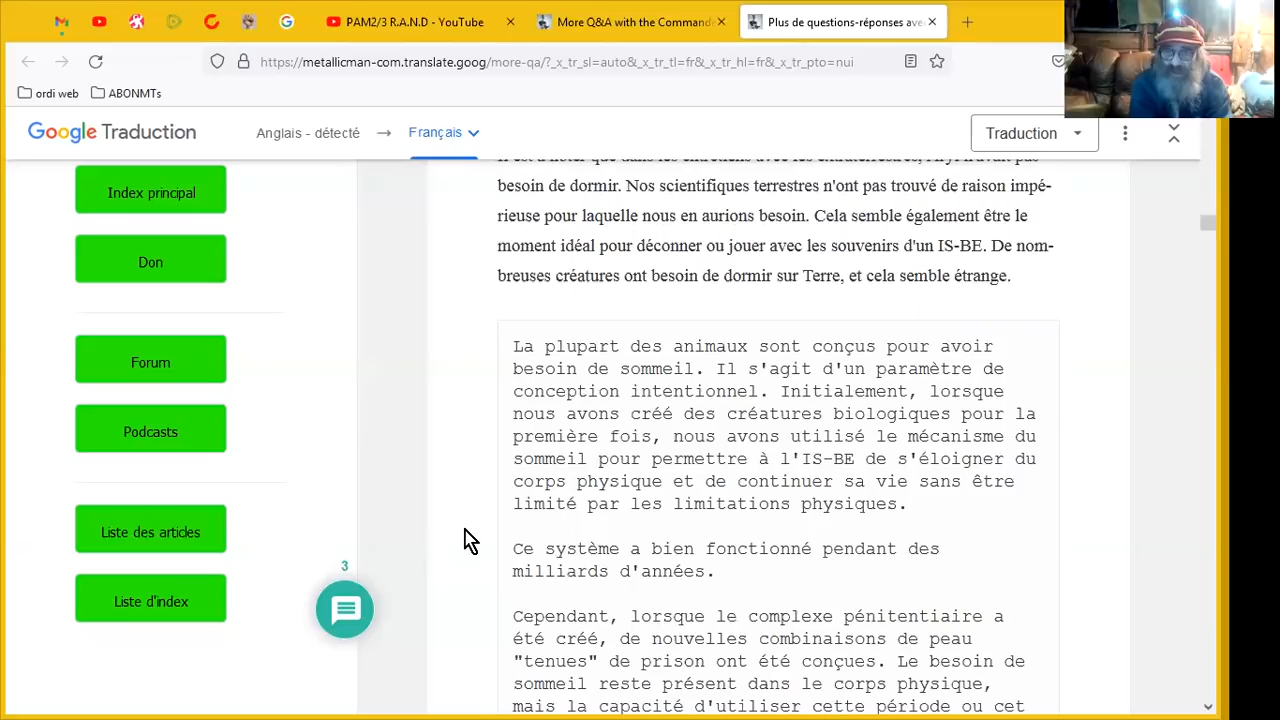 PAM2/3 R.A.N.D - YouTube
More Q&A with the Command
Plus de questions-réponses ave
https://metallicman-com.translate.goog/more-qa/?_x_tr_sl=auto&_x_tr_tl=fr&_x_tr_hl=fr&_x_tr_pto=nui
ordi web
ABONMTs
Google Traduction
Anglais - détecté
Français
Traduction
Index principal
Don
Forum
Podcasts
Liste des articles
Liste d'index
3
Il est à noter que dans les entretiens avec les extraterrestres,
besoin de dormir. Nos scientifiques terrestres n'ont pas trouvé de raison impé-
rieuse pour laquelle nous en aurions besoin. Cela semble également être le
moment idéal pour déconner ou jouer avec les souvenirs d'un IS-BE. De nom-
breuses créatures ont besoin de dormir sur Terre, et cela semble étrange.
La plupart des animaux sont conçus pour avoir
besoin de sommeil. Il s'agit d'un paramètre de
conception intentionnel. Initialement, lorsque
nous avons créé des créatures biologiques pour la
première fois, nous avons utilisé le mécanisme du
sommeil pour permettre à l'IS-BE de s'éloigner du
corps physique et de continuer sa vie sans être
limité par les limitations physiques.
Ce système a bien fonctionné pendant des
milliards d'années.
Cependant, lorsque le complexe pénitentiaire a
été créé, de nouvelles combinaisons de peau
"tenues" de prison ont été conçues. Le besoin de
sommeil reste présent dans le corps physique,
mais la capacité d'utiliser cette période ou cet